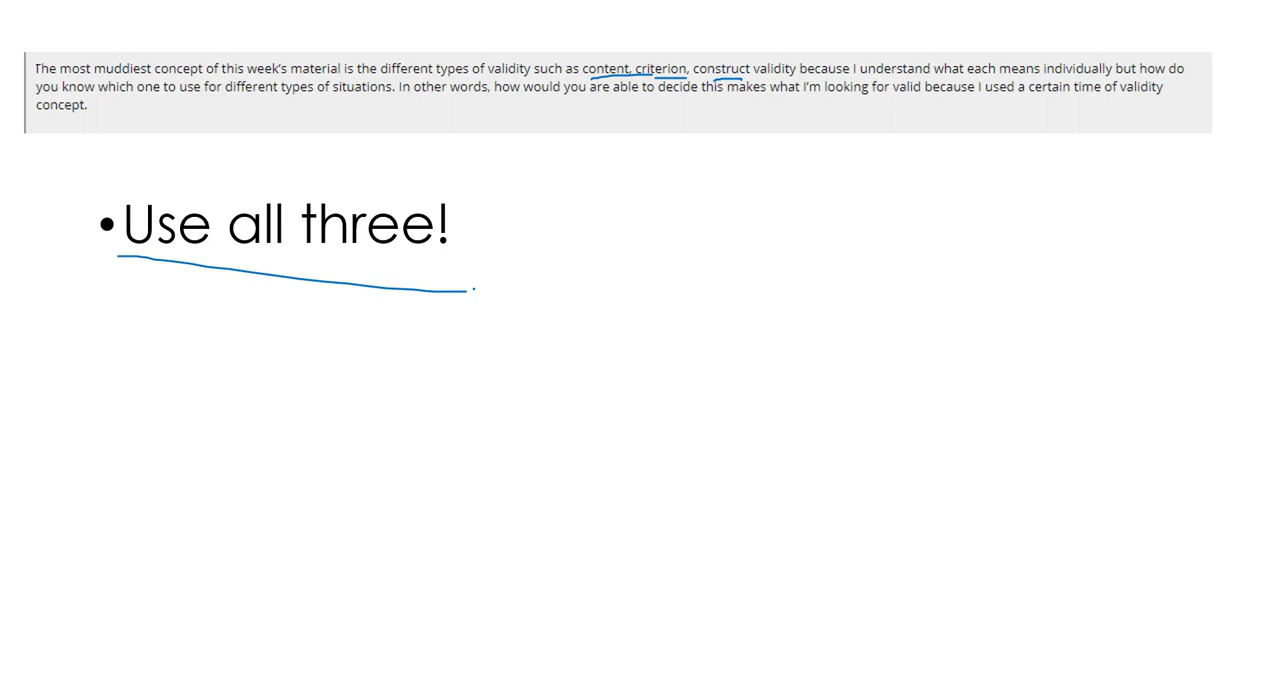 The most muddiest concept of this week's material is the different types of validity such as content, criterion, construct validity because I understand what each means individually but how do
you know which one to use for different types of situations. In other words, how would you are able to decide this makes what I'm looking for valid because I used a certain time of validity
concept.
•Use all three!